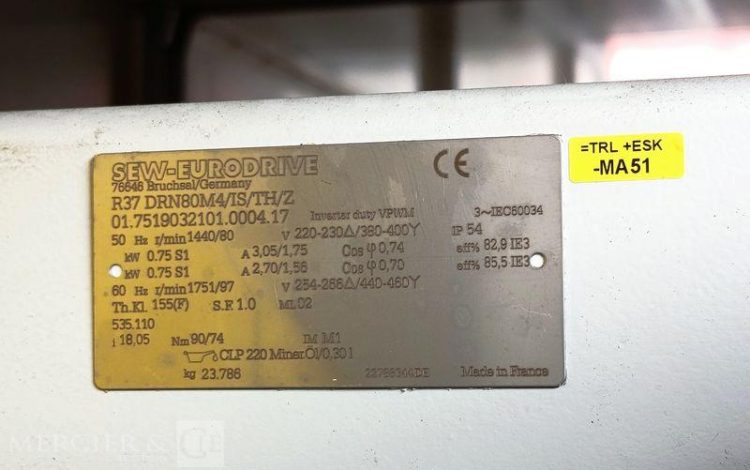 SEW-EURODRIVE
76646 Bruchsal/Germany
R37 DRN80M4/IS/TH/Z
01.7519032101.0004.17 Inverter duty VPWM 3~IEC60034
50 Hz r/min 1440/80 V 220-230△/380-400Y IP 54
kW 0.75 S1 A 3,05/1,75 Cos φ 0,74 eff% 82,9 IE3
kW 0.75 S1 A 2,70/1,56 Cos φ 0,70 eff% 85,5 IE3
60 Hz r/min 1751/97 V 254-266△/440-460Y
Th.Kl. 155(F) S.F. 1.0 ML 02
535.110
i 18,05 Nm 90/74 IM M1
CLP 220 Miner.Öl/0,30 l
kg 23.786 Made in France
CE
=TRL +ESK
-MA51
MERCIER &